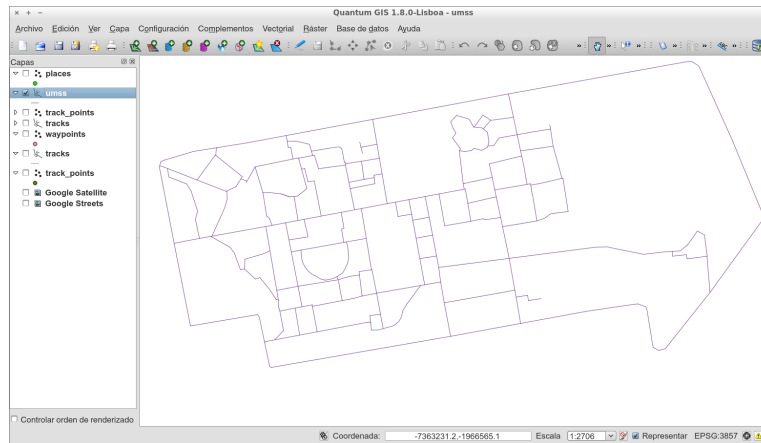 Quantum GIS 1.8.0-Lisboa - umss
Archivo Edición Ver Capa Configuración Complementos Vectorial Ráster Base de datos Ayuda
Capas
places
umss
track_points
tracks
waypoints
tracks
track_points
Google Satellite
Google Streets
Controlar orden de renderizado
Coordenada: -7363231.2,-1966565.1 Escala 1:2706 Representar EPSG:3857